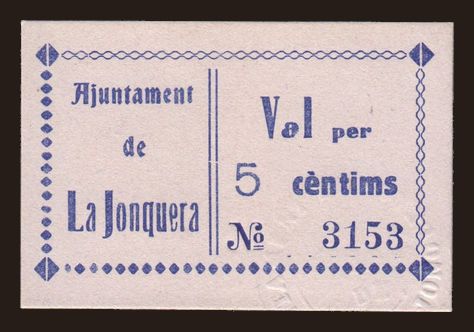 Ajuntament
de
La Jonquera
Val per
5 cèntims
Nº 3153